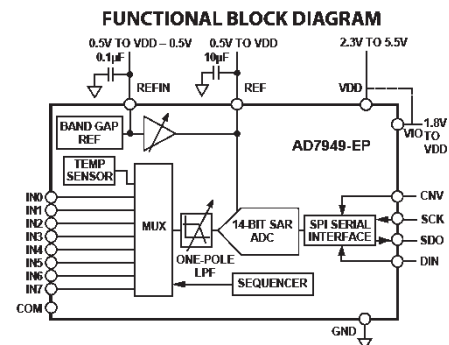 FUNCTIONAL BLOCK DIAGRAM
0.5V TO VDD – 0.5V
0.1µF
0.5V TO VDD
10µF
2.3V TO 5.5V
REFIN
REF
VDD
1.8V
VIO TO
VDD
BAND GAP
REF
AD7949-EP
TEMP
SENSOR
IN0
IN1
IN2
IN3
IN4
IN5
IN6
IN7
COM
MUX
ONE-POLE
LPF
14-BIT SAR
ADC
SPI SERIAL
INTERFACE
CNV
SCK
SDO
DIN
SEQUENCER
GND